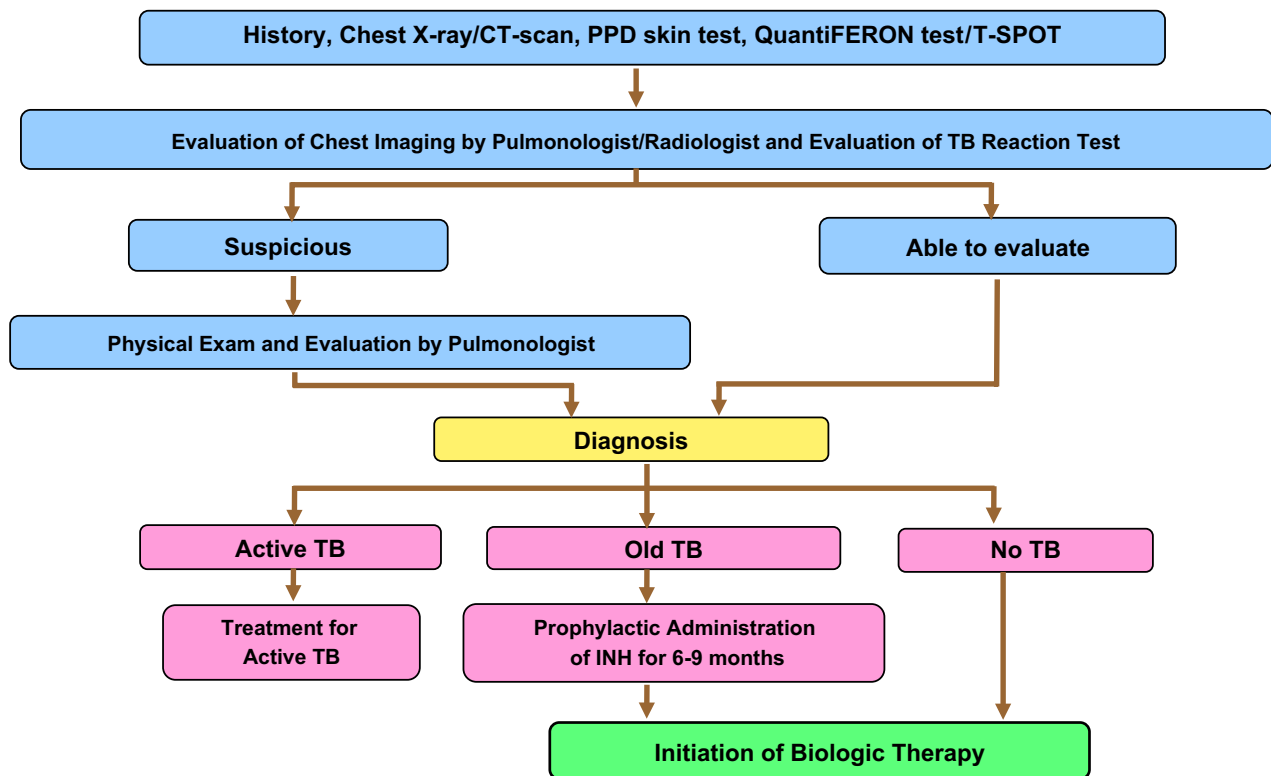 History, Chest X-ray/CT-scan, PPD skin test, QuantiFERON test/T-SPOT
Evaluation of Chest Imaging by Pulmonologist/Radiologist and Evaluation of TB Reaction Test
Suspicious
Able to evaluate
Physical Exam and Evaluation by Pulmonologist
Diagnosis
Active TB
Old TB
No TB
Treatment for
Active TB
Prophylactic Administration
of INH for 6-9 months
Initiation of Biologic Therapy